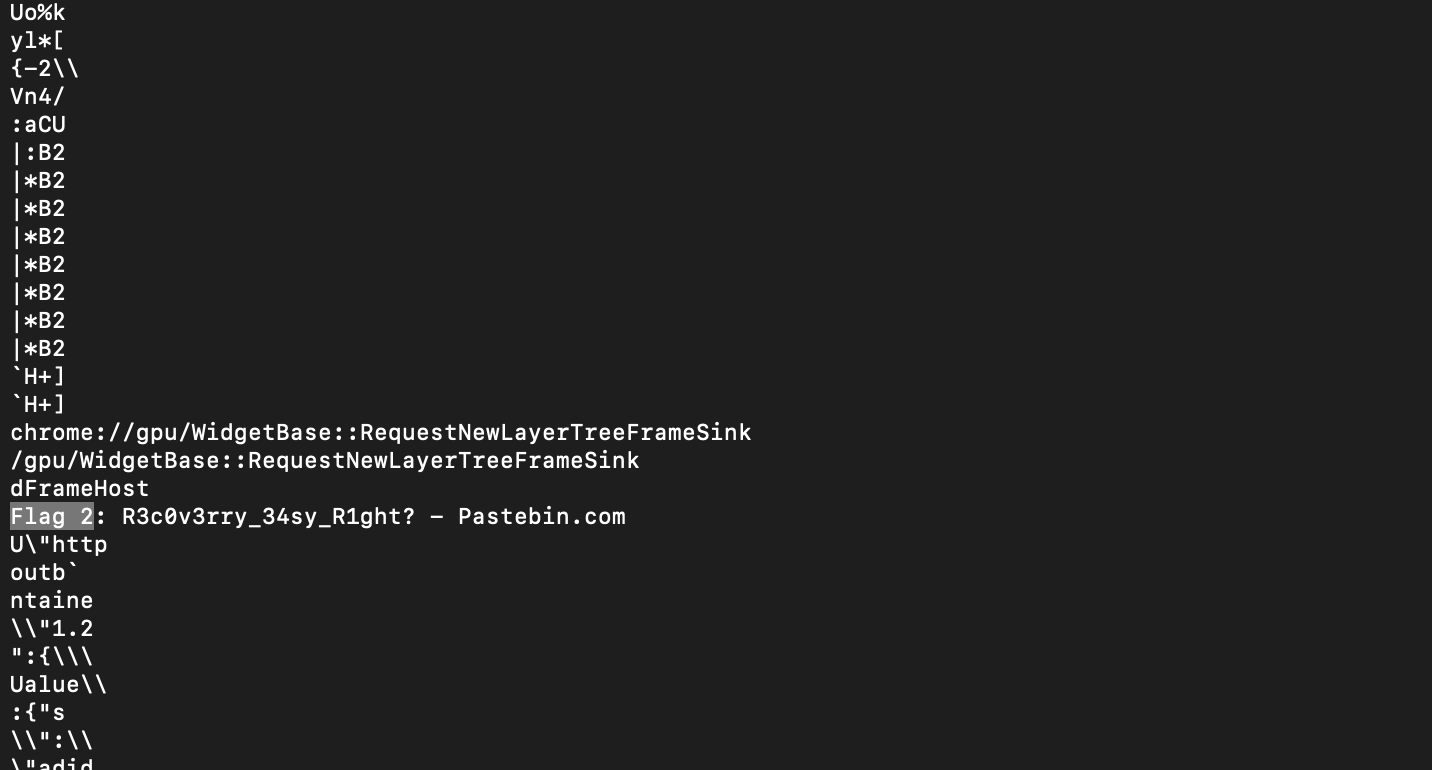 Uo%k
yl*[
{-2\\
Vn4/
:aCU
|:B2
|*B2
|*B2
|*B2
|*B2
|*B2
|*B2
|*B2
`H+]
`H+]
chrome://gpu/WidgetBase::RequestNewLayerTreeFrameSink
/gpu/WidgetBase::RequestNewLayerTreeFrameSink
dFrameHost
Flag 2: R3c0v3rry_34sy_R1ght? - Pastebin.com
U\"http
outb`
ntaine
\\"1.2
":{\\\
Ualue\\
:{"s
\\":\\
\"adid